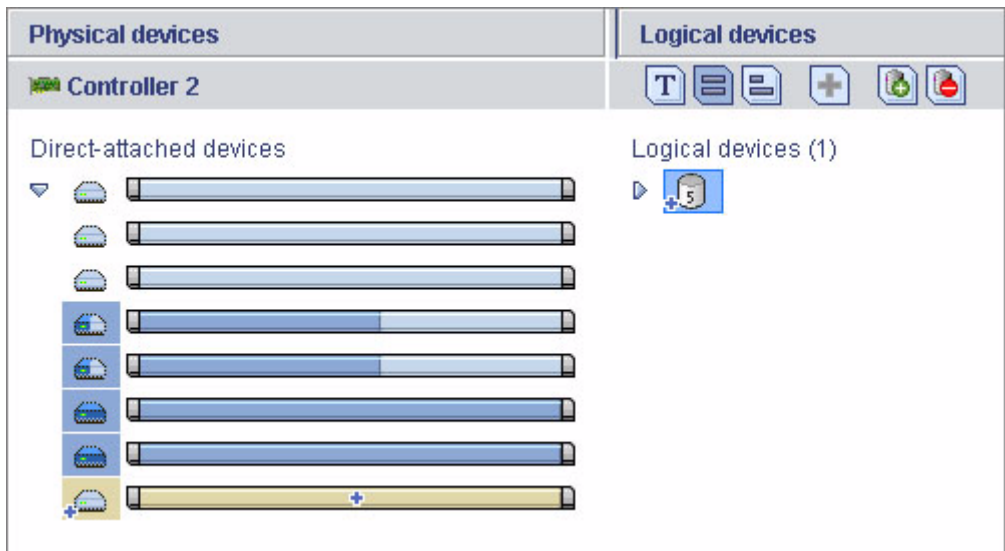 Physical devices
Logical devices
Controller 2
T
Direct-attached devices
Logical devices (1)
5